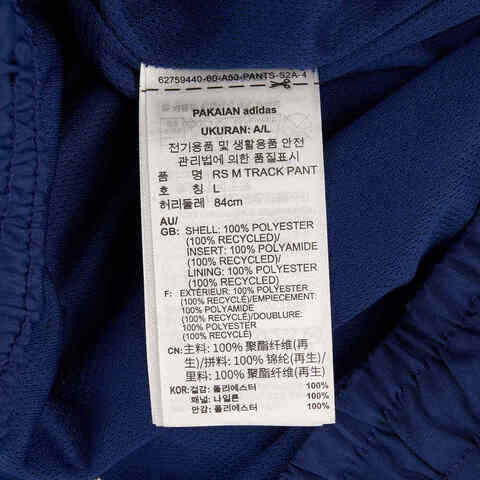 62759440-60-A50-PANTS-S2A-4
PAKAIAN adidas
UKURAN: A/L
전기용품 및 생활용품 안전
관리법에 의한 품질표시
품 명 RS M TRACK PANT
호 칭 L
허리둘레 84cm
AU/
GB: SHELL: 100% POLYESTER
(100% RECYCLED)/
INSERT: 100% POLYAMIDE
(100% RECYCLED)/
LINING: 100% POLYESTER
(100% RECYCLED)
F: EXTÉRIEUR: 100% POLYESTER
(100% RECYCLÉ)/EMPIÈCEMENT:
100% POLYAMIDE
(100% RECYCLÉ)/DOUBLURE:
100% POLYESTER
(100% RECYCLÉ)
CN: 主料: 100% 聚酯纤维(再
生)/拼料: 100% 锦纶(再生)/
里料: 100% 聚酯纤维(再生)
KOR: 겉감: 폴리에스터 100%
패널: 나일론 100%
안감: 폴리에스터 100%